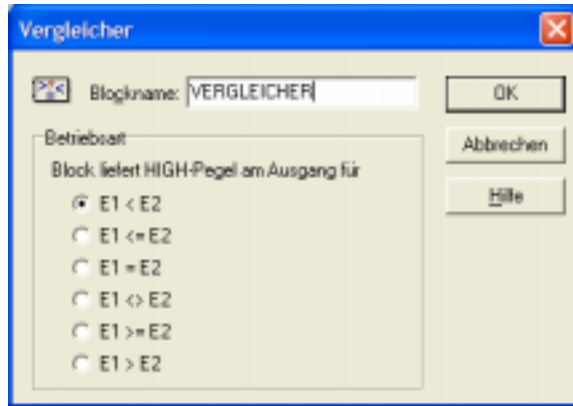 Vergleicher
Blockname: VERGLEICHER
OK
Betriebsart
Abbrechen
Block liefert HIGH-Pegel am Ausgang für
Hilfe
E1 < E2
E1 <= E2
E1 = E2
E1 <> E2
E1 >= E2
E1 > E2